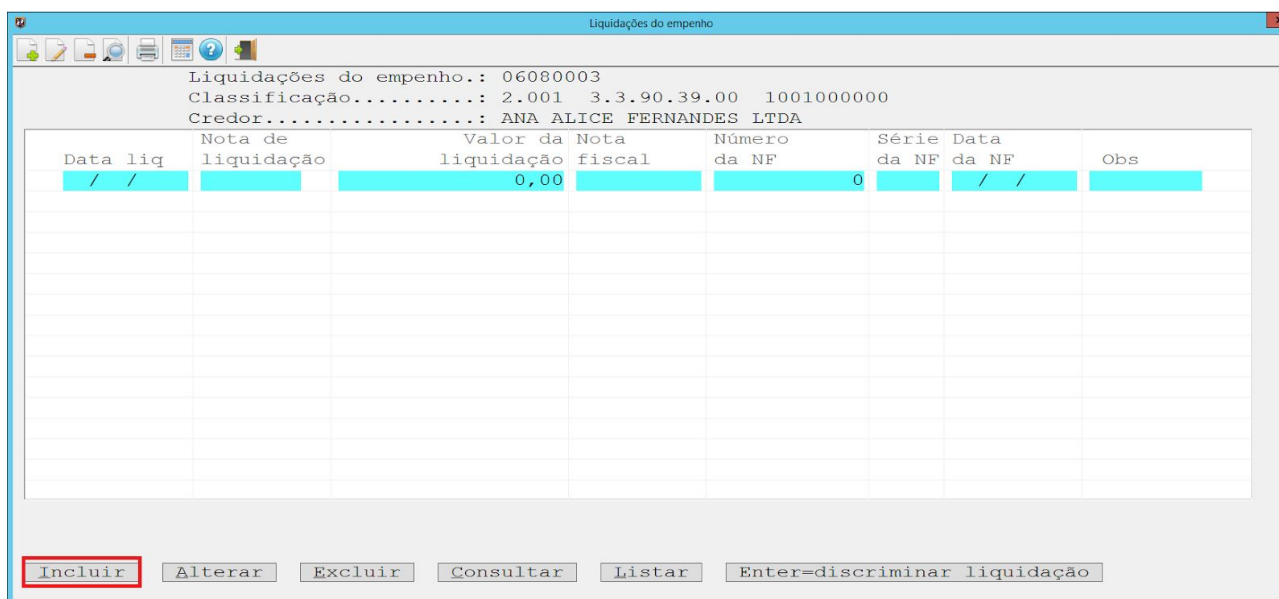 Liquidações do empenho
Liquidações do empenho.: 06080003
Classificação..........: 2.001 3.3.90.39.00 1001000000
Credor.................: ANA ALICE FERNANDES LTDA
Nota de Valor da Nota Número Série Data
Data liq liquidação liquidação fiscal da NF da NF da NF Obs
/ / 0,00 0 / /
Incluir Alterar Excluir Consultar Listar Enter=discriminar liquidação